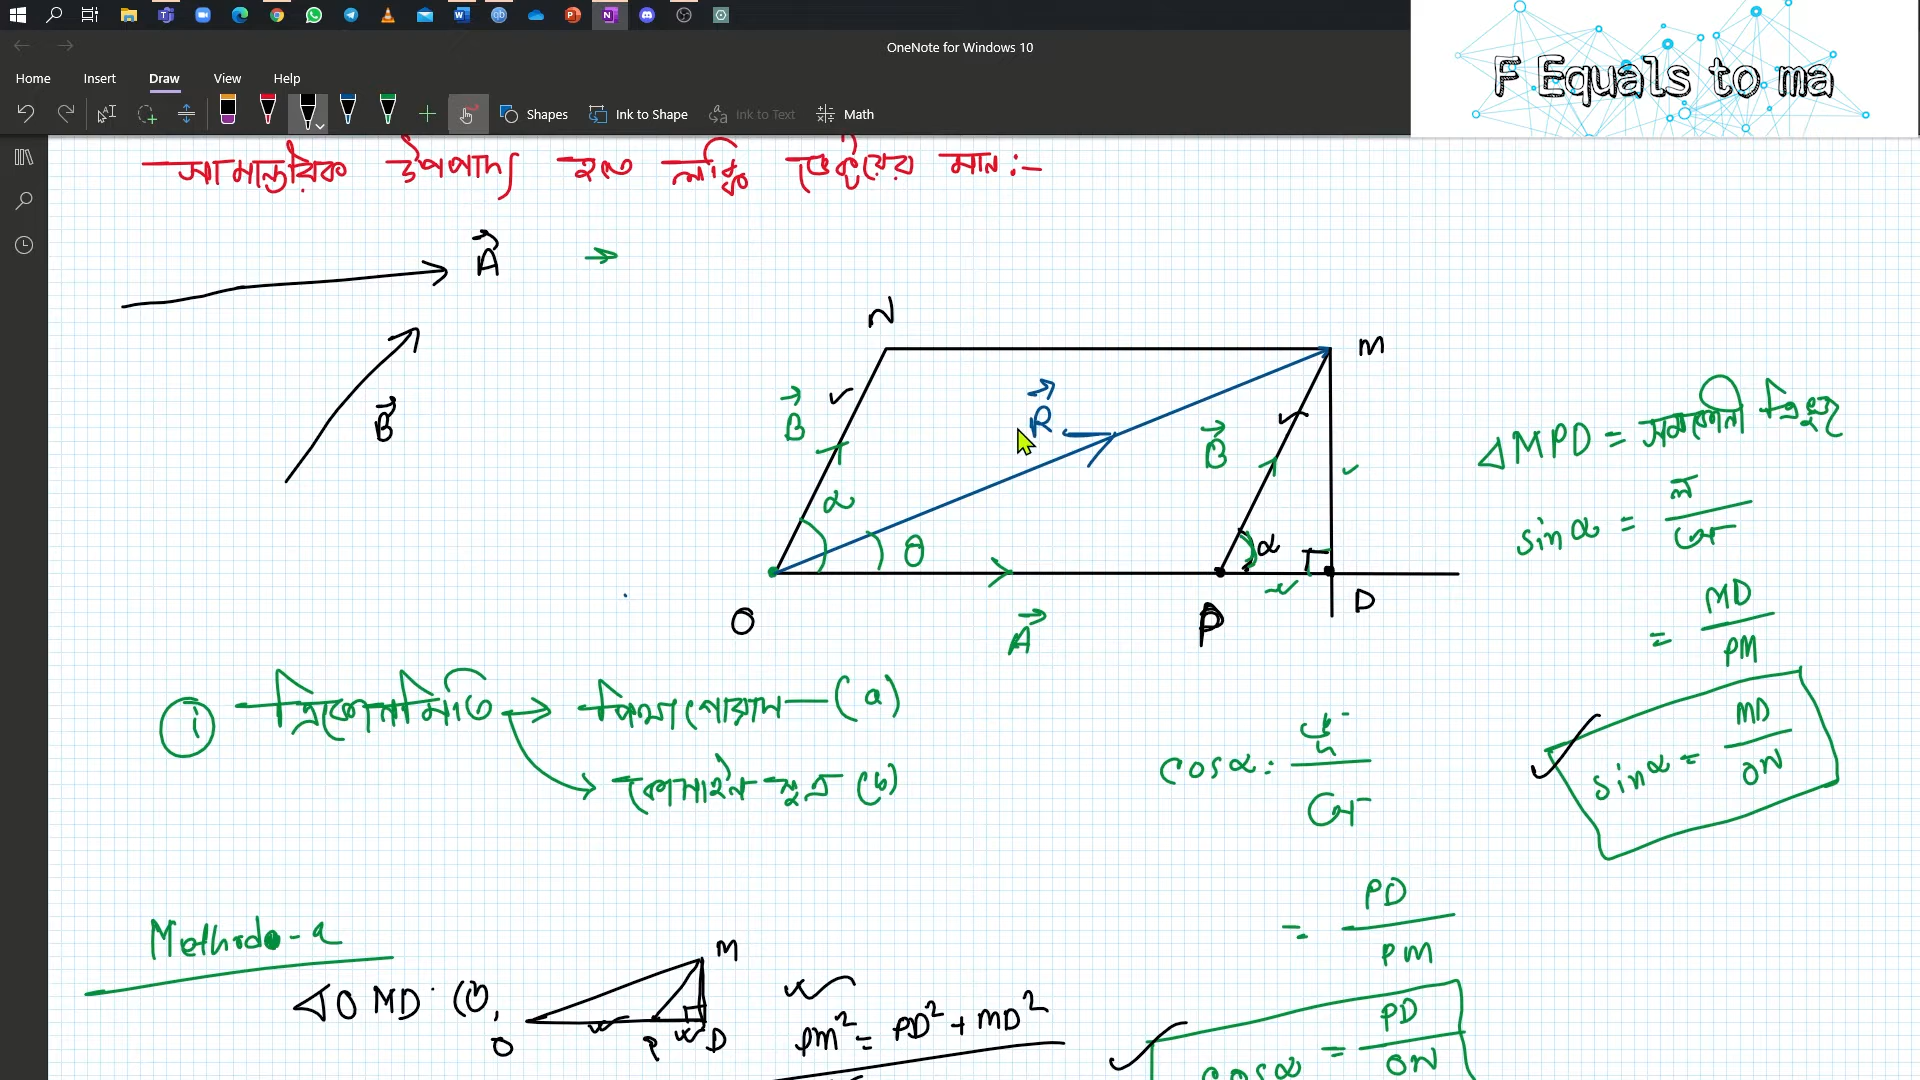 OneNote for Windows 10
F Equals to ma
Home Insert Draw View Help
Shapes Ink to Shape Ink to Text Math
সামান্তরিক উপপাদ্য হতে লব্ধি ভেক্টরের মান :-
A
B
N
M
B
R
B
α
θ
α
O
A
P
D
ΔMPD = সমকোণী ত্রিভুজ
sin α = ল / অতি
= MD / PM
sin α = MD / ON
i ত্রিকোণমিতি → পিথাগোরাস — (a)
→ কোসাইন সূত্র (b)
cos α = ভূ / অতি
= PD / PM
cos α = PD / ON
Method - a
ΔOMD এ,
M
O P D
PM² = PD² + MD²